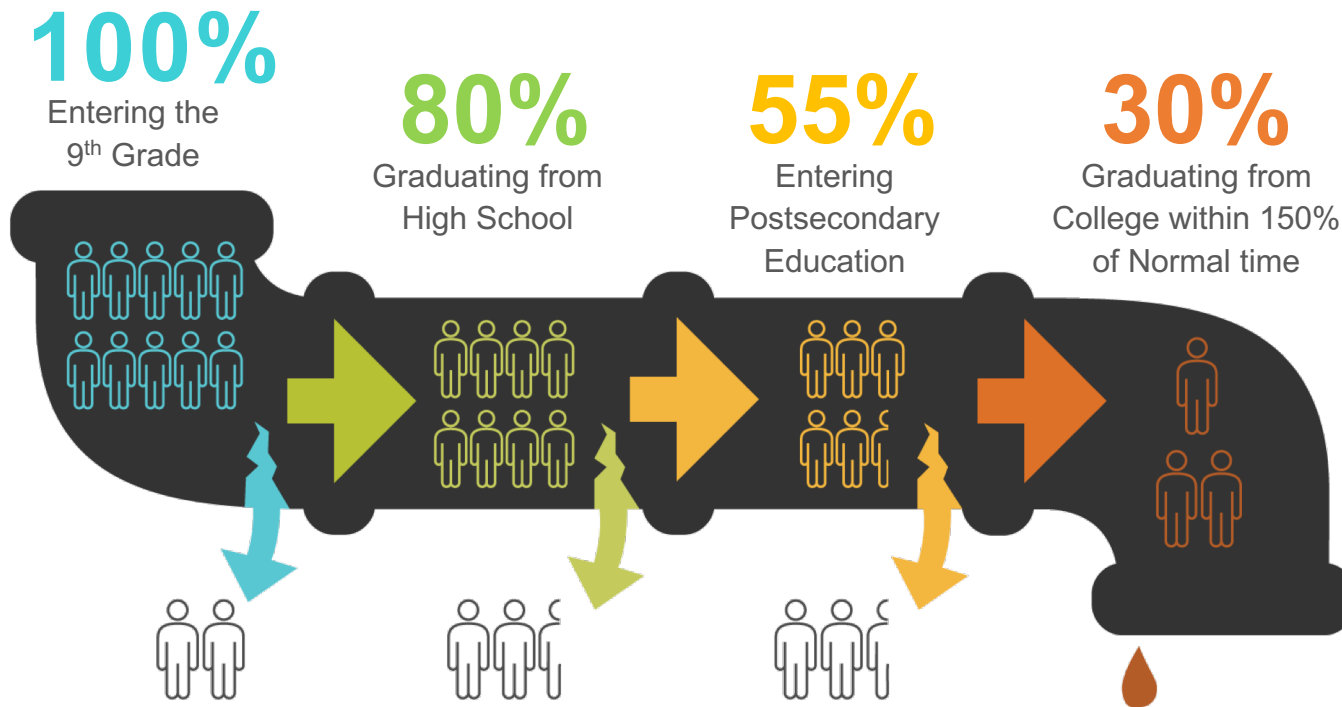 100%
Entering the
9th Grade
80%
Graduating from
High School
55%
Entering
Postsecondary
Education
30%
Graduating from
College within 150%
of Normal time